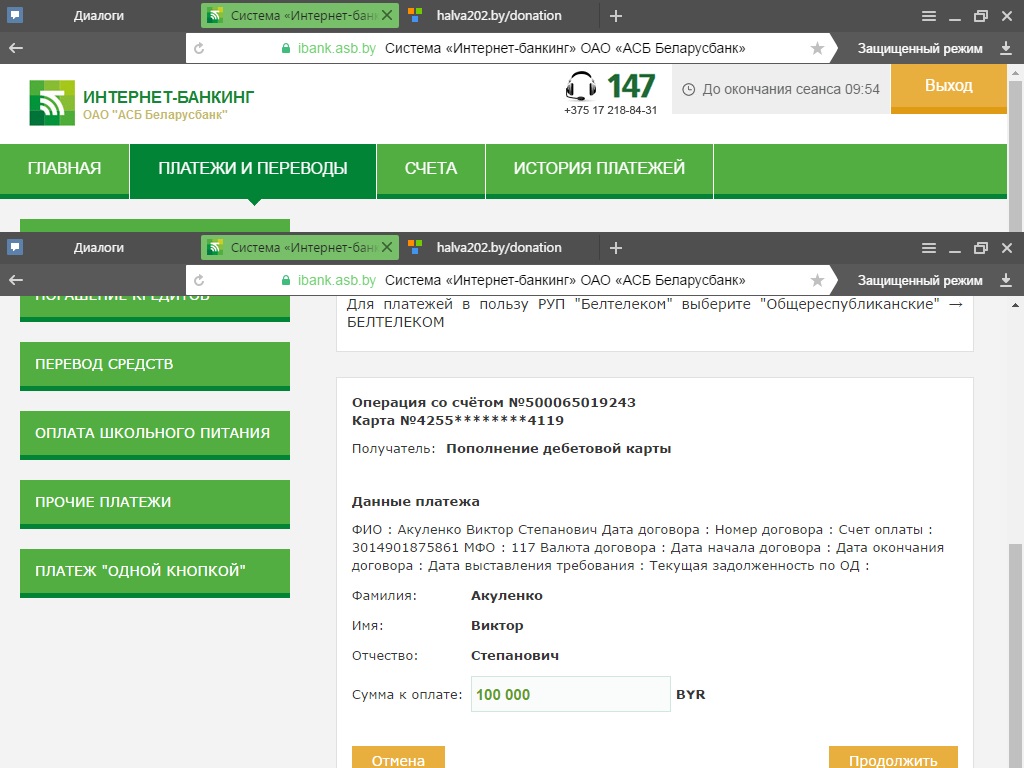 Диалоги
Система «Интернет-банк
halva202.by/donation
ibank.asb.by Система «Интернет-банкинг» ОАО «АСБ Беларусбанк»
Защищенный режим
ИНТЕРНЕТ-БАНКИНГ
ОАО "АСБ Беларусбанк"
147
+375 17 218-84-31
До окончания сеанса 09:54
Выход
ГЛАВНАЯ
ПЛАТЕЖИ И ПЕРЕВОДЫ
СЧЕТА
ИСТОРИЯ ПЛАТЕЖЕЙ
Диалоги
Система «Интернет-банк
halva202.by/donation
ibank.asb.by Система «Интернет-банкинг» ОАО «АСБ Беларусбанк»
Защищенный режим
ПОГАШЕНИЕ КРЕДИТОВ
ПЕРЕВОД СРЕДСТВ
ОПЛАТА ШКОЛЬНОГО ПИТАНИЯ
ПРОЧИЕ ПЛАТЕЖИ
ПЛАТЕЖ "ОДНОЙ КНОПКОЙ"
Для платежей в пользу РУП "Белтелеком" выберите "Общереспубликанские" →
БЕЛТЕЛЕКОМ
Операция со счётом №500065019243
Карта №4255********4119
Получатель: Пополнение дебетовой карты
Данные платежа
ФИО : Акуленко Виктор Степанович Дата договора : Номер договора : Счет оплаты :
3014901875861 МФО : 117 Валюта договора : Дата начала договора : Дата окончания
договора : Дата выставления требования : Текущая задолженность по ОД :
Фамилия: Акуленко
Имя: Виктор
Отчество: Степанович
Сумма к оплате: 100 000 BYR
Отмена
Продолжить